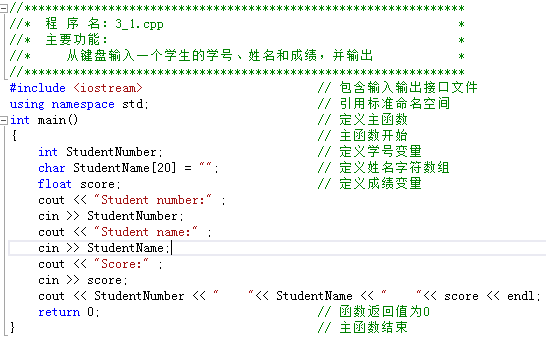 //**************************************************************
//* 程 序 名: 3_1.cpp *
//* 主要功能: *
//* 从键盘输入一个学生的学号、姓名和成绩，并输出 *
//**************************************************************
#include <iostream> // 包含输入输出接口文件
using namespace std; // 引用标准命名空间
int main() // 定义主函数
{ // 主函数开始
int StudentNumber; // 定义学号变量
char StudentName[20] = ""; // 定义姓名字符数组
float score; // 定义成绩变量
cout << "Student number:" ;
cin >> StudentNumber;
cout << "Student name:" ;
cin >> StudentName;
cout << "Score:" ;
cin >> score;
cout << StudentNumber << "    "<< StudentName << "    "<< score << endl;
return 0; // 函数返回值为0
} // 主函数结束